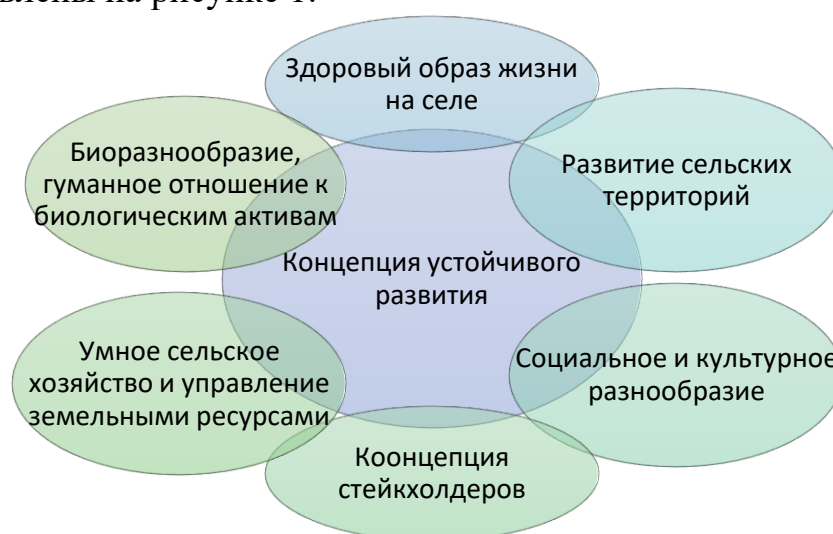 влены на рисунке 1.
Здоровый образ жизни
на селе
Биоразнообразие,
гуманное отношение к
биологическим активам
Развитие сельских
территорий
Концепция устойчивого
развития
Умное сельское
хозяйство и управление
земельными ресурсами
Социальное и культурное
разнообразие
Коонцепция
стейкхолдеров